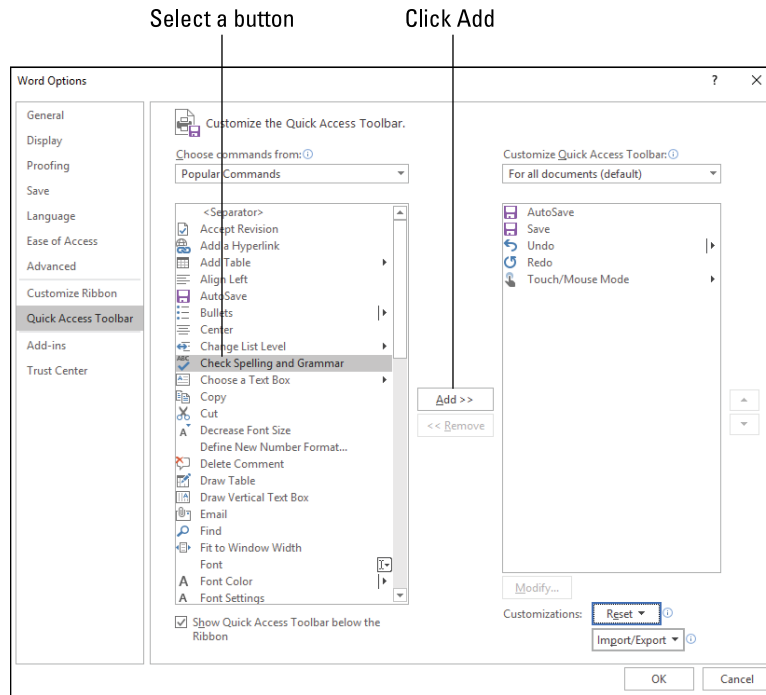 Select a button
Click Add
Word Options
?
General
Display
Proofing
Save
Language
Ease of Access
Advanced
Customize Ribbon
Quick Access Toolbar
Add-ins
Trust Center
Customize the Quick Access Toolbar.
Choose commands from:
Popular Commands
<Separator>
Accept Revision
Add a Hyperlink
Add Table
Align Left
AutoSave
Bullets
Center
Change List Level
Check Spelling and Grammar
Choose a Text Box
Copy
Cut
Decrease Font Size
Define New Number Format...
Delete Comment
Draw Table
Draw Vertical Text Box
Email
Find
Fit to Window Width
Font
Font Color
Font Settings
Show Quick Access Toolbar below the
Ribbon
Add >>
<< Remove
Customize Quick Access Toolbar:
For all documents (default)
AutoSave
Save
Undo
Redo
Touch/Mouse Mode
Modify...
Customizations:
Reset
Import/Export
OK
Cancel